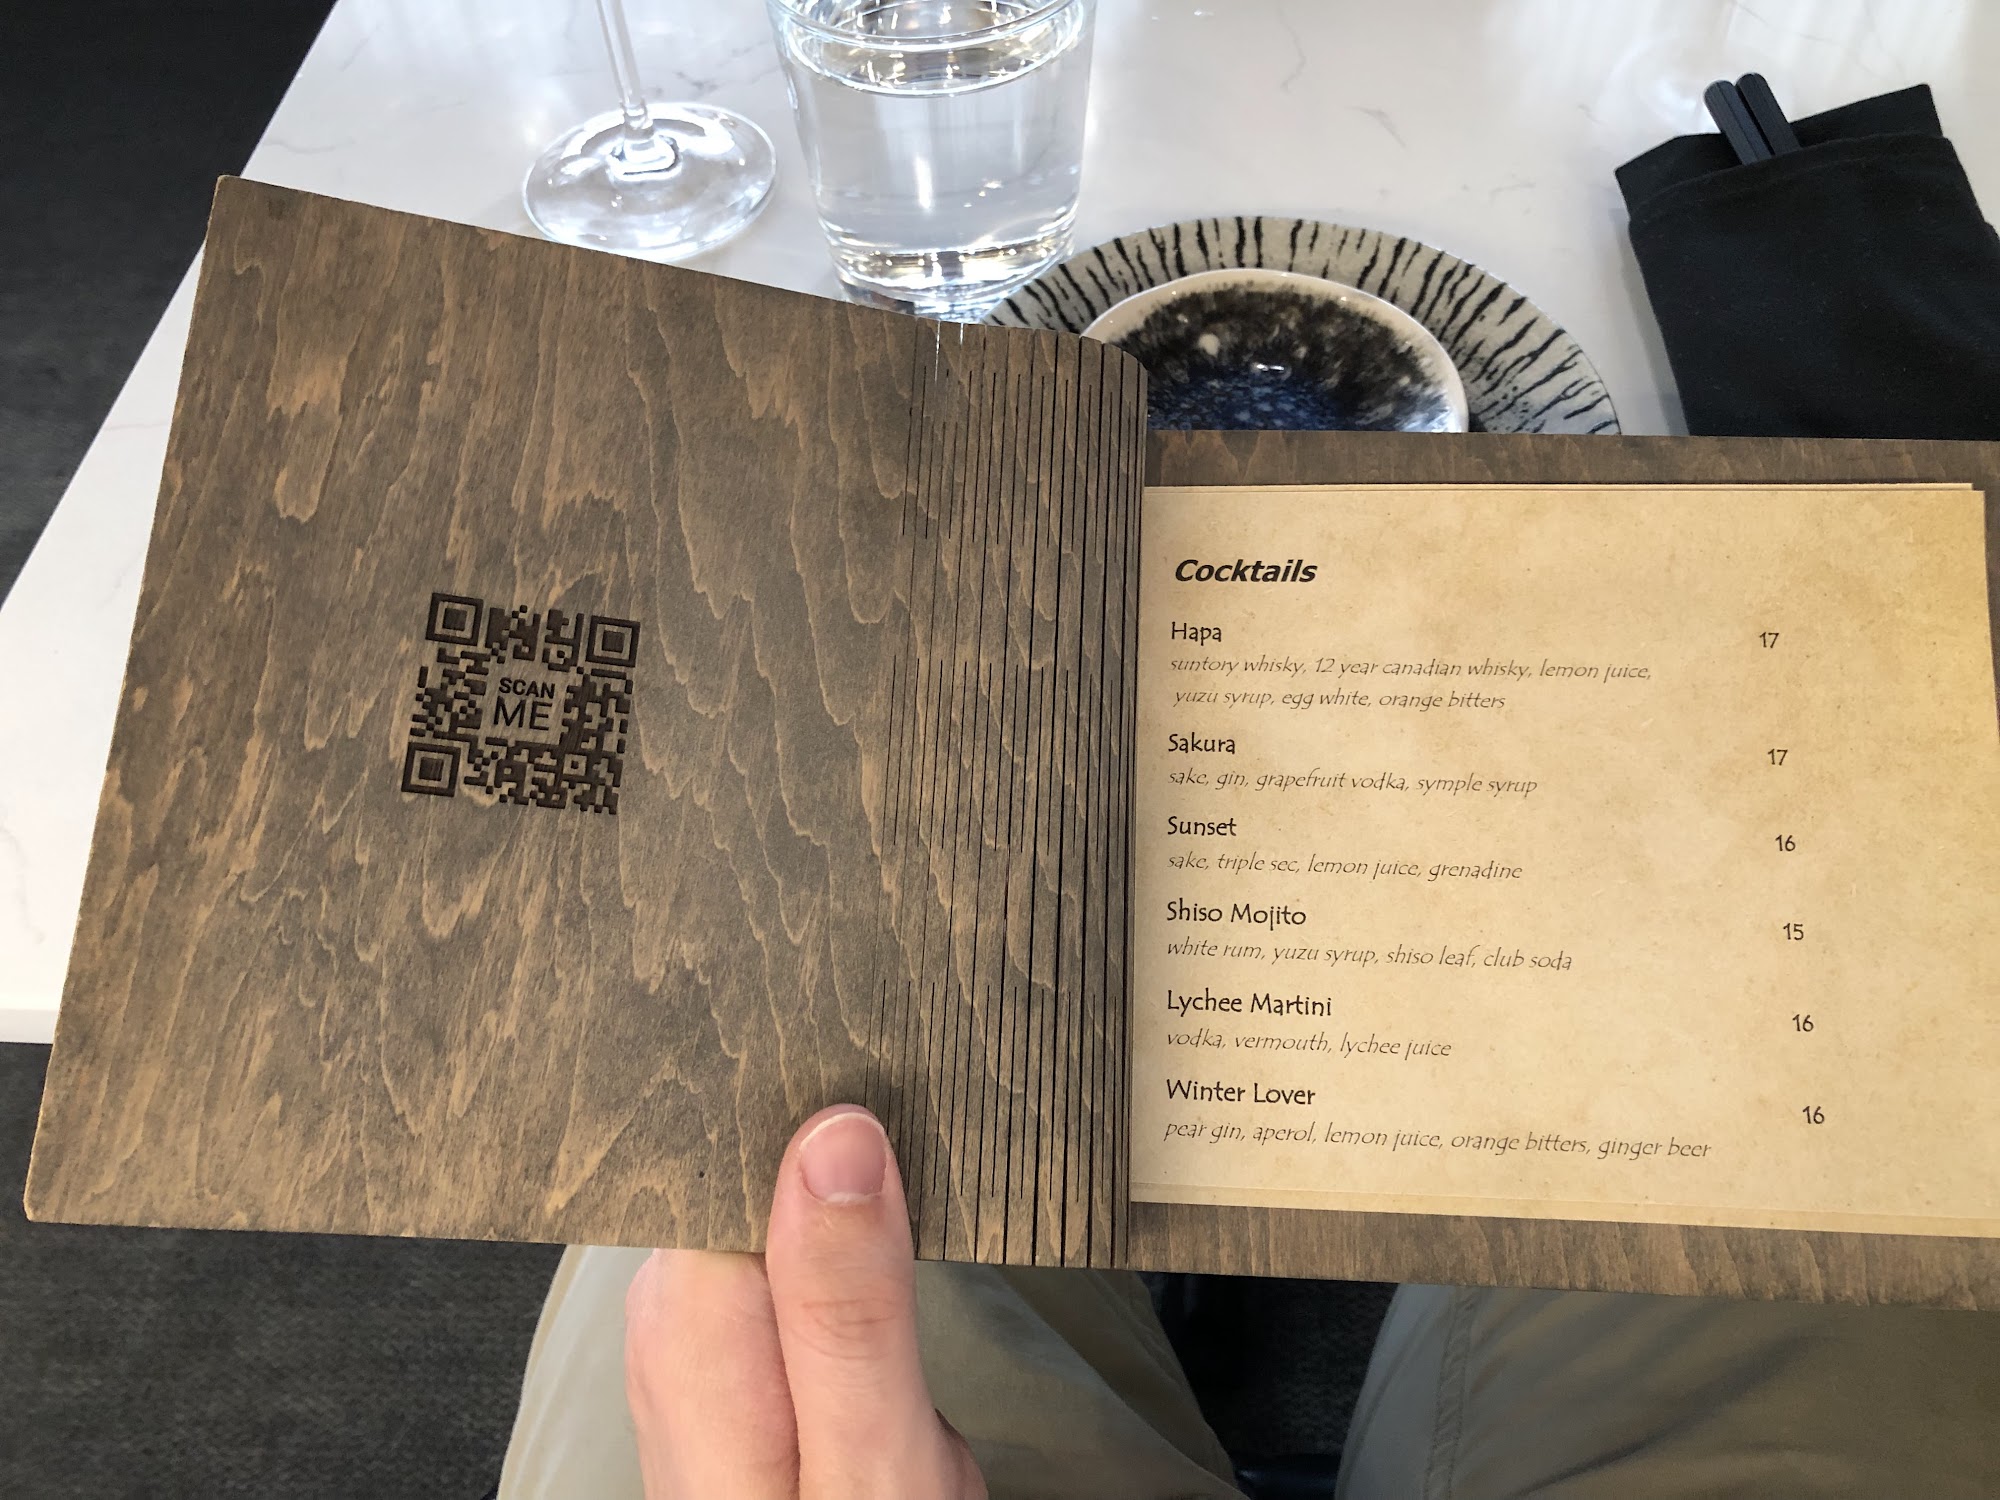 SCAN
ME
Cocktails
Hapa 17
suntory whisky, 12 year canadian whisky, lemon juice,
yuzu syrup, egg white, orange bitters
Sakura 17
sake, gin, grapefruit vodka, symple syrup
Sunset 16
sake, triple sec, lemon juice, grenadine
Shiso Mojito 15
white rum, yuzu syrup, shiso leaf, club soda
Lychee Martini 16
vodka, vermouth, lychee juice
Winter Lover 16
pear gin, aperol, lemon juice, orange bitters, ginger beer